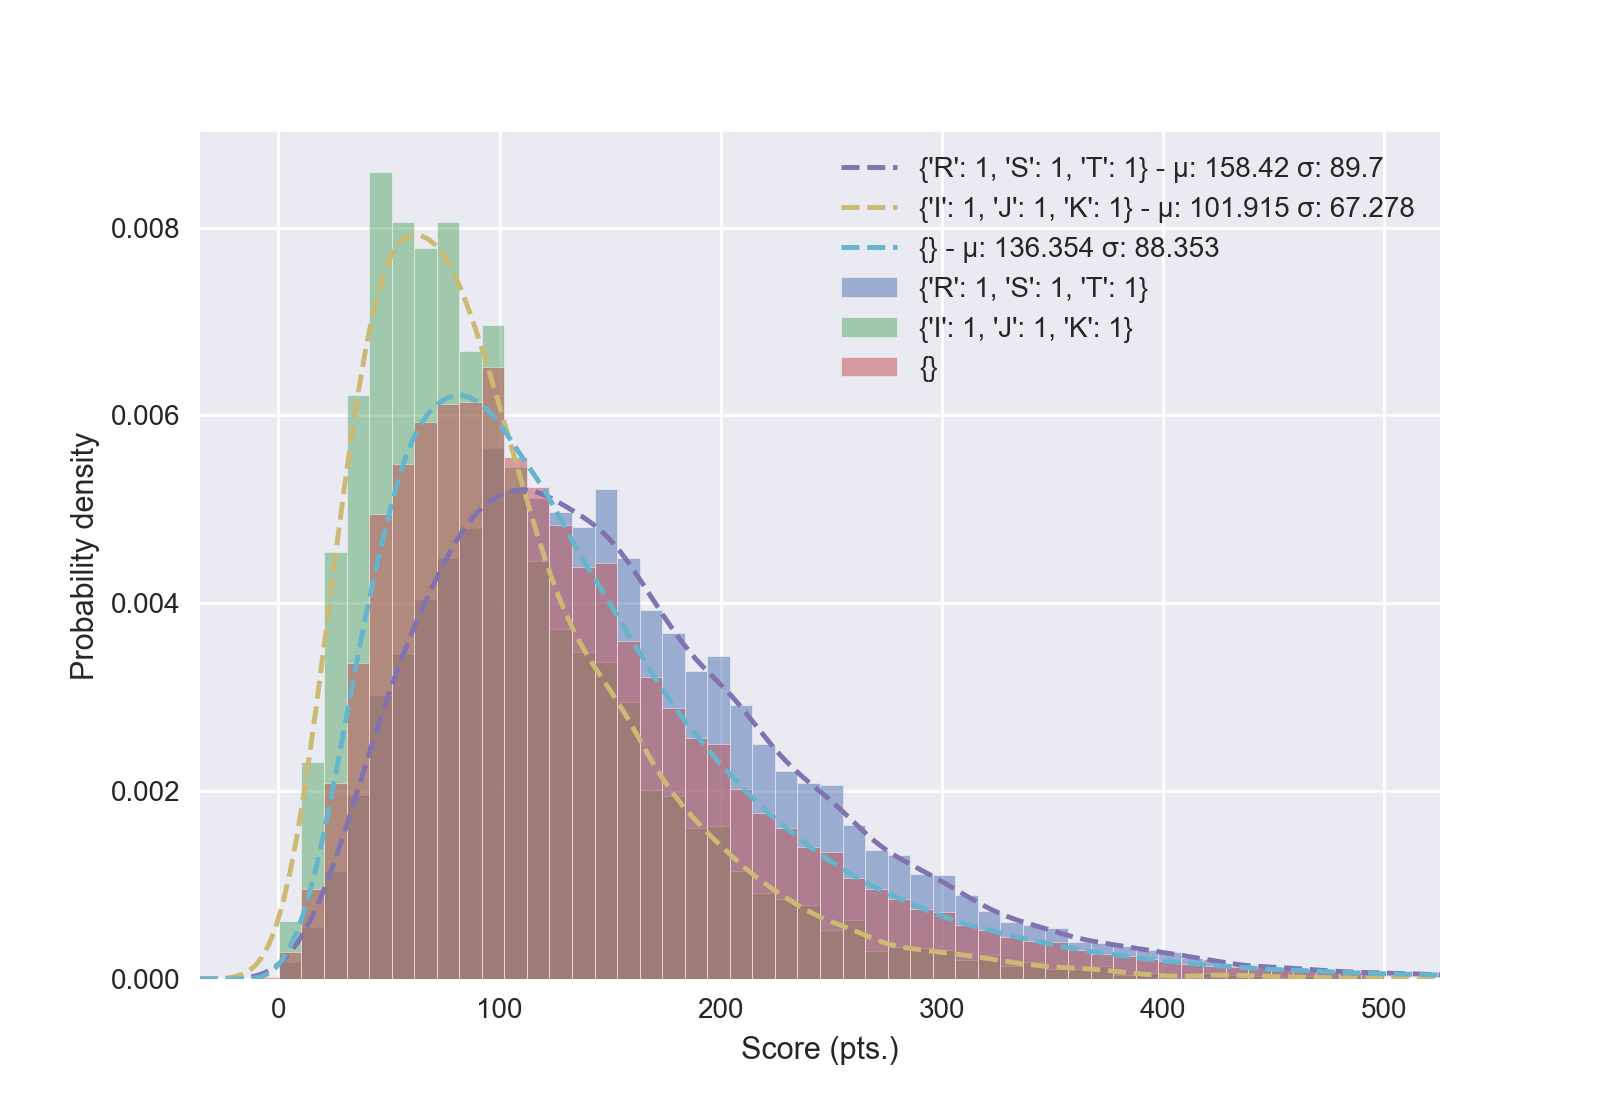 {'R': 1, 'S': 1, 'T': 1} - μ: 158.42 σ: 89.7
{'I': 1, 'J': 1, 'K': 1} - μ: 101.915 σ: 67.278
{} - μ: 136.354 σ: 88.353
{'R': 1, 'S': 1, 'T': 1}
{'I': 1, 'J': 1, 'K': 1}
{}
Probability density
0.008
0.006
0.004
0.002
0.000
0 100 200 300 400 500
Score (pts.)